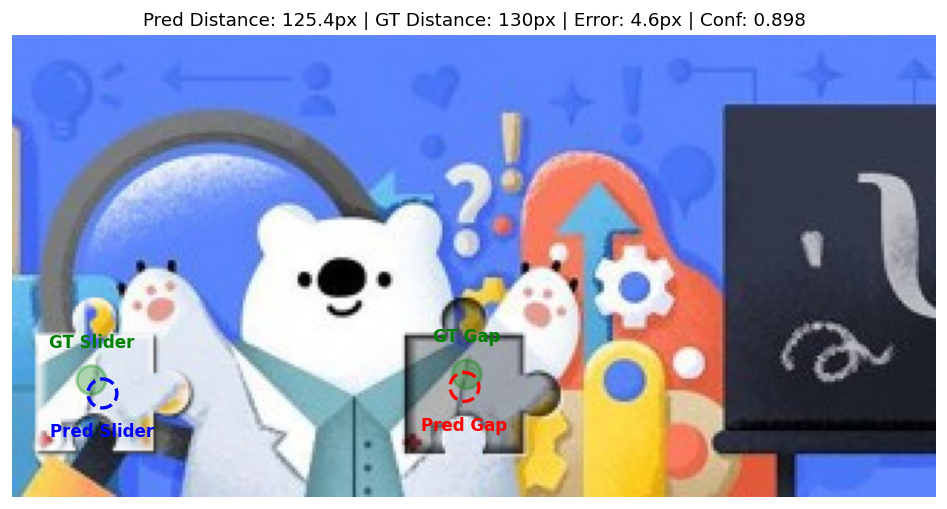 Pred Distance: 125.4px | GT Distance: 130px | Error: 4.6px | Conf: 0.898
GT Slider
GT Gap
Pred Gap
Pred Slider